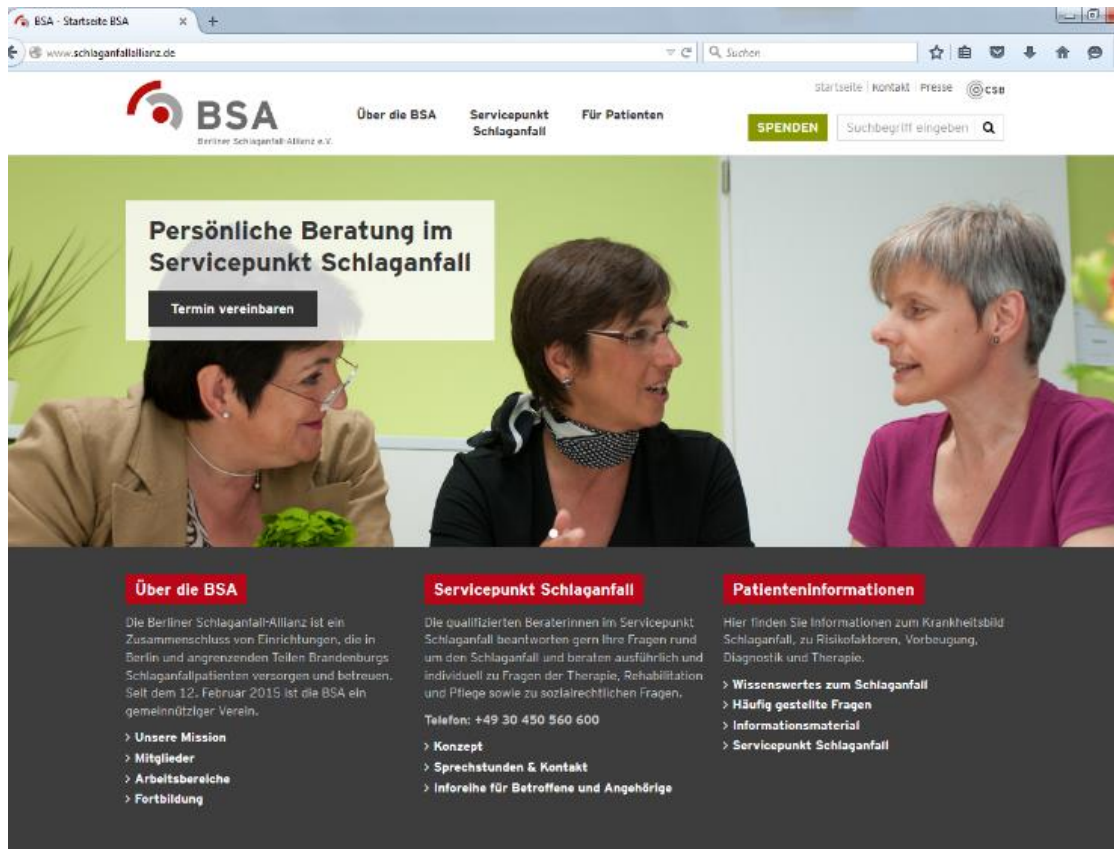 BSA - Startseite BSA
www.schlaganfallallianz.de
Suchen
Startseite Kontakt Presse CSB
BSA
Berliner Schlaganfall-Allianz e.V.
Über die BSA
Servicepunkt
Schlaganfall
Für Patienten
SPENDEN
Suchbegriff eingeben
Persönliche Beratung im
Servicepunkt Schlaganfall
Termin vereinbaren
Über die BSA
Die Berliner Schlaganfall-Allianz ist ein
Zusammenschluss von Einrichtungen, die in
Berlin und angrenzenden Teilen Brandenburgs
Schlaganfallpatienten versorgen und betreuen.
Seit dem 12. Februar 2015 ist die BSA ein
gemeinnütziger Verein.
> Unsere Mission
> Mitglieder
> Arbeitsbereiche
> Fortbildung
Servicepunkt Schlaganfall
Die qualifizierten Beraterinnen im Servicepunkt
Schlaganfall beantworten gern Ihre Fragen rund
um den Schlaganfall und beraten ausführlich und
individuell zu Fragen der Therapie, Rehabilitation
und Pflege sowie zu sozialrechtlichen Fragen.
Telefon: +49 30 450 560 600
> Konzept
> Sprechstunden & Kontakt
> Inforeihe für Betroffene und Angehörige
Patienteninformationen
Hier finden Sie Informationen zum Krankheitsbild
Schlaganfall, zu Risikofaktoren, Vorbeugung,
Diagnostik und Therapie.
> Wissenswertes zum Schlaganfall
> Häufig gestellte Fragen
> Informationsmaterial
> Servicepunkt Schlaganfall